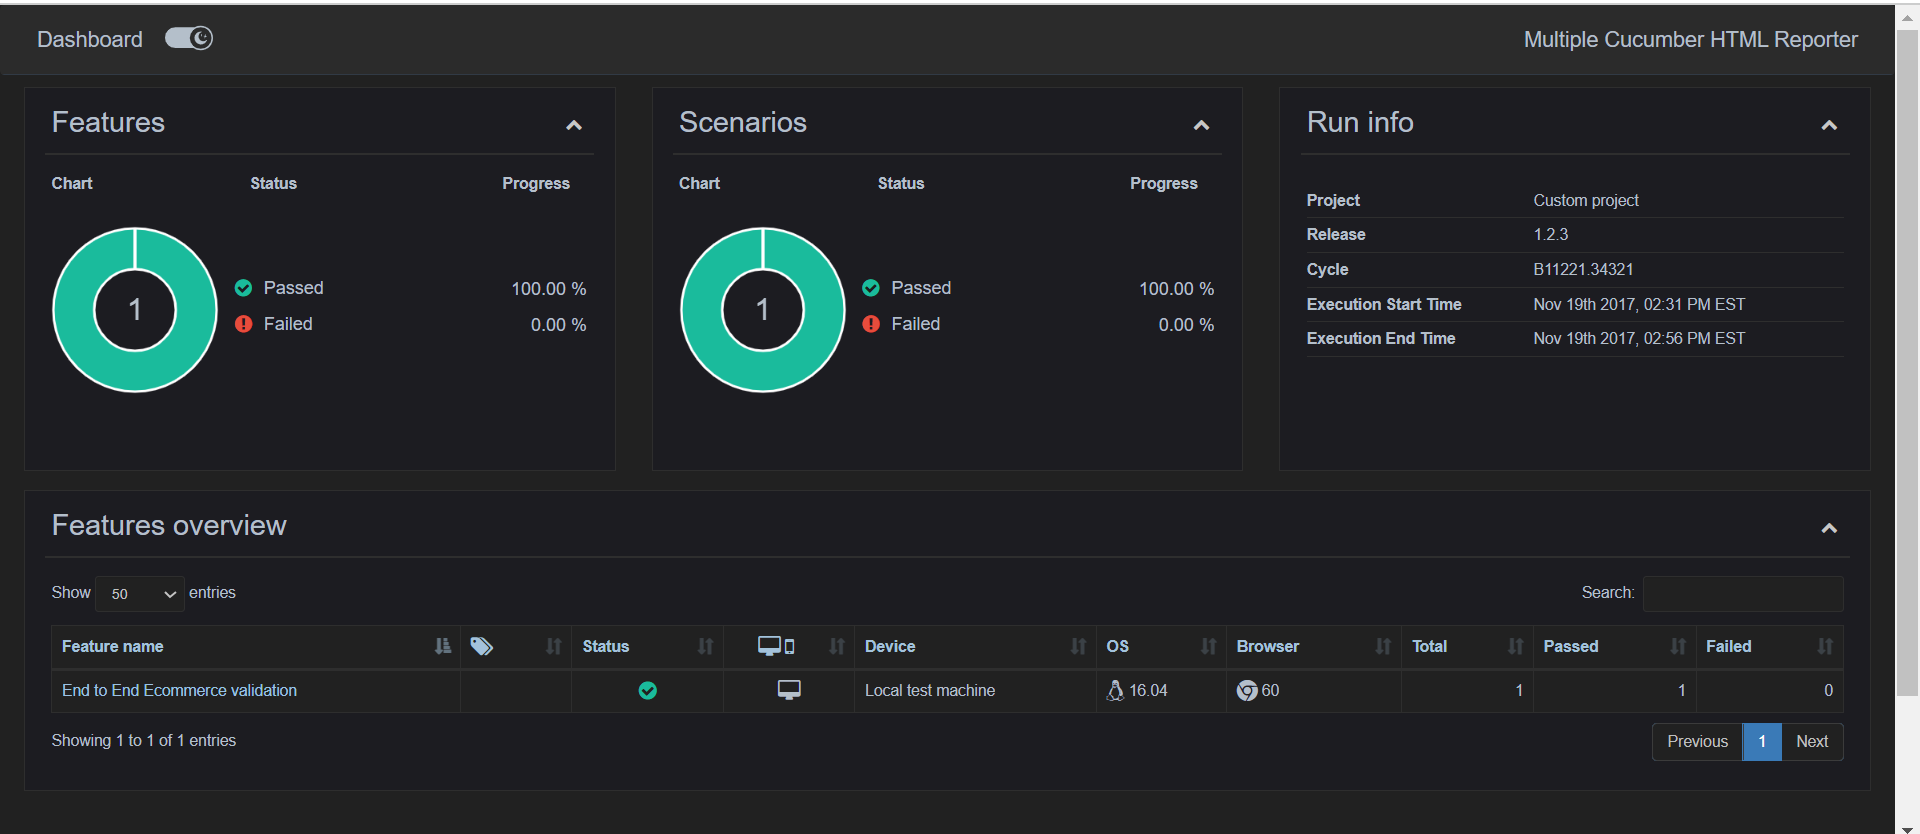 Dashboard
Multiple Cucumber HTML Reporter
Features
Chart Status Progress
1
Passed 100.00 %
Failed 0.00 %
Scenarios
Chart Status Progress
1
Passed 100.00 %
Failed 0.00 %
Run info
Project Custom project
Release 1.2.3
Cycle B11221.34321
Execution Start Time Nov 19th 2017, 02:31 PM EST
Execution End Time Nov 19th 2017, 02:56 PM EST
Features overview
Show 50 entries
Search:
Feature name Status Device OS Browser Total Passed Failed
End to End Ecommerce validation Local test machine 16.04 60 1 1 0
Showing 1 to 1 of 1 entries
Previous 1 Next